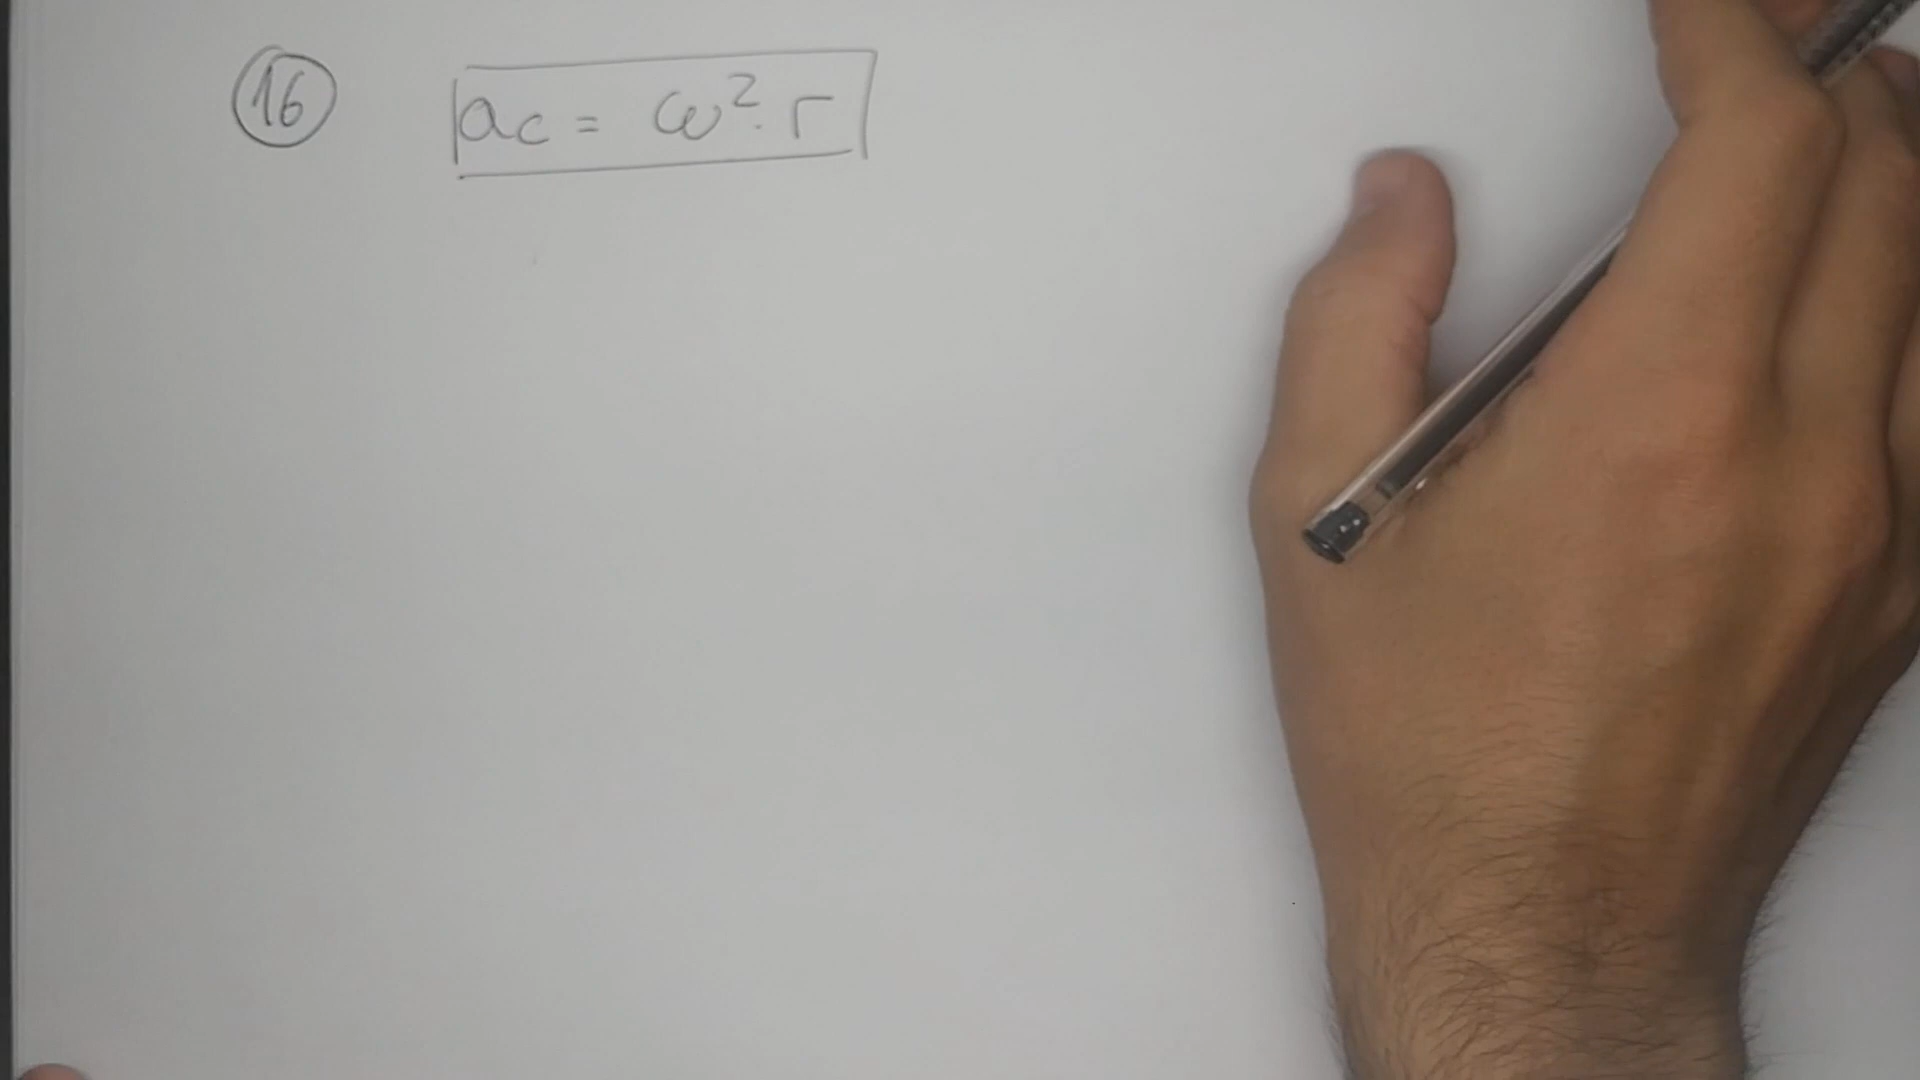 16 ac = ω². r